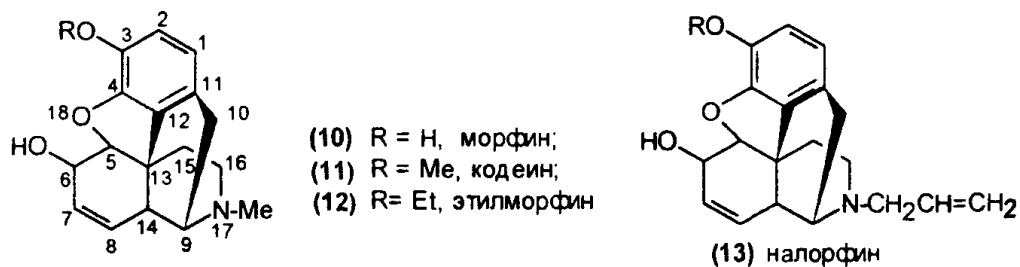 RO
2
3
1
4
11
18
O
12
10
HO
5
15
16
6
13
N-Me
7
14
17
8
9
(10) R = H, морфин;
(11) R = Me, кодеин;
(12) R= Et, этилморфин
RO
O
HO
N-CH2CH=CH2
(13) налорфин